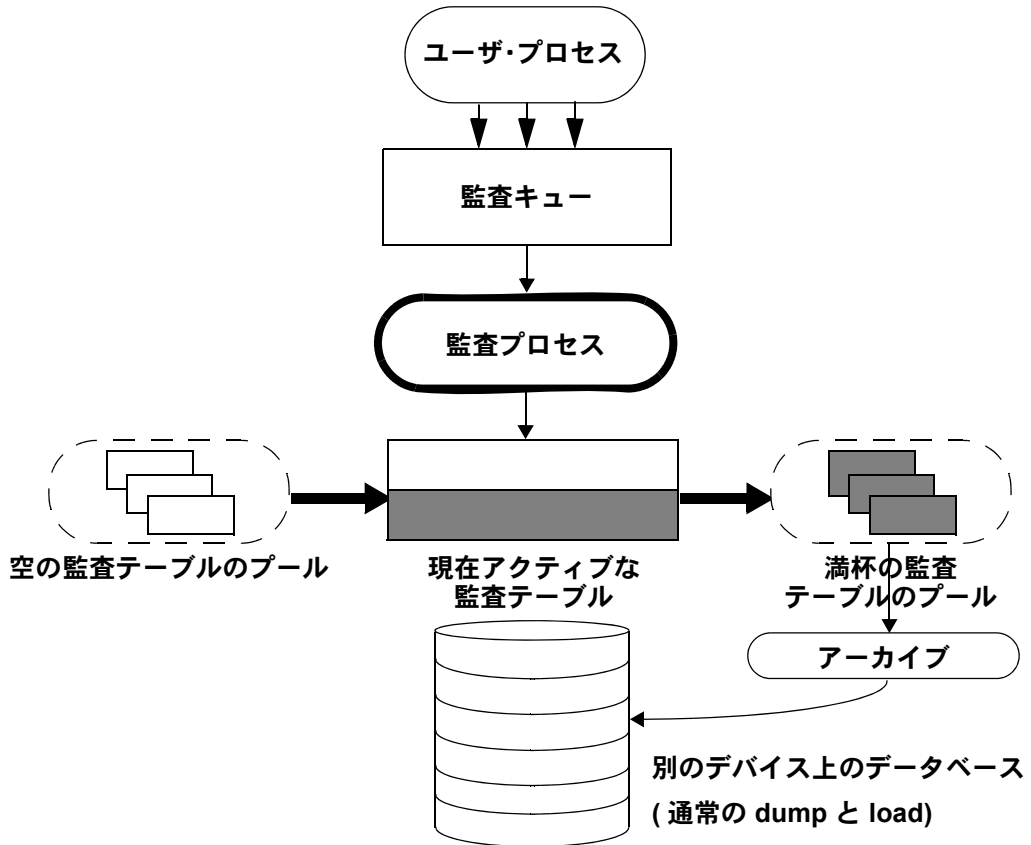 ユーザ・プロセス
監査キュー
監査プロセス
空の監査テーブルのプール
現在アクティブな
監査テーブル
満杯の監査
テーブルのプール
アーカイブ
別のデバイス上のデータベース
( 通常の dump と load)